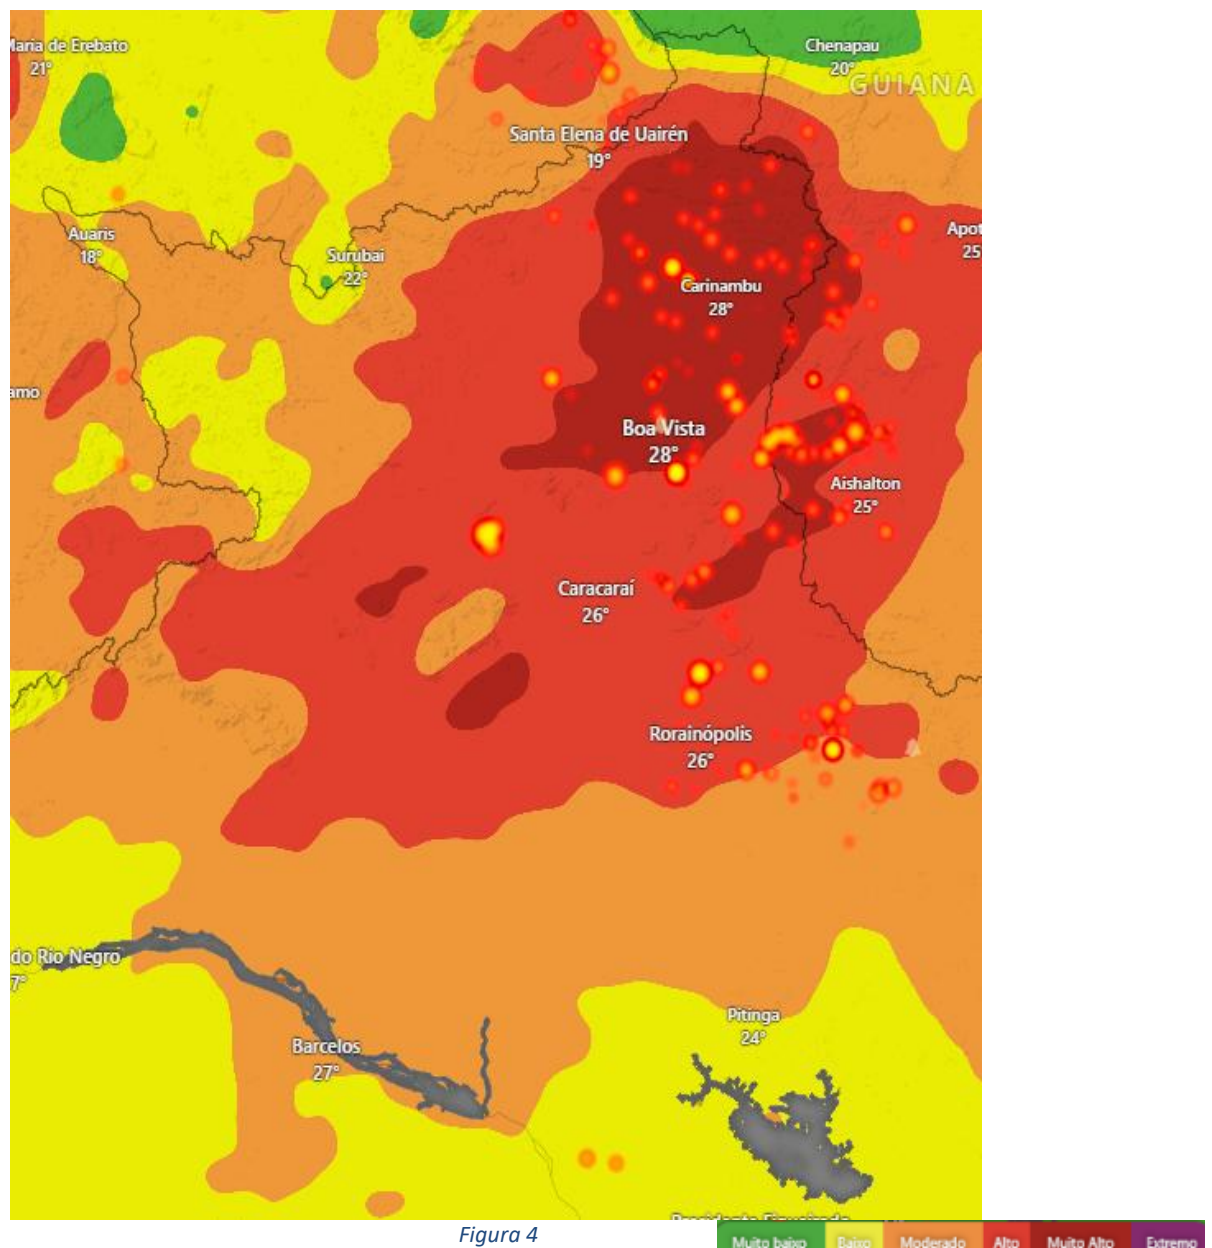 Maria de Erebato
21°
Chenapau
20°
GUIANA
Santa Elena de Uairén
19°
Auaris
18°
Surubai
22°
Apot
25
Carinambu
28°
amo
Boa Vista
28°
Aishalton
25°
Caracaraí
26°
Rorainópolis
26°
do Rio Negro
7°
Pitinga
24°
Barcelos
27°
Figura 4
Muito baixo Baixo Moderado Alto Muito Alto Extremo